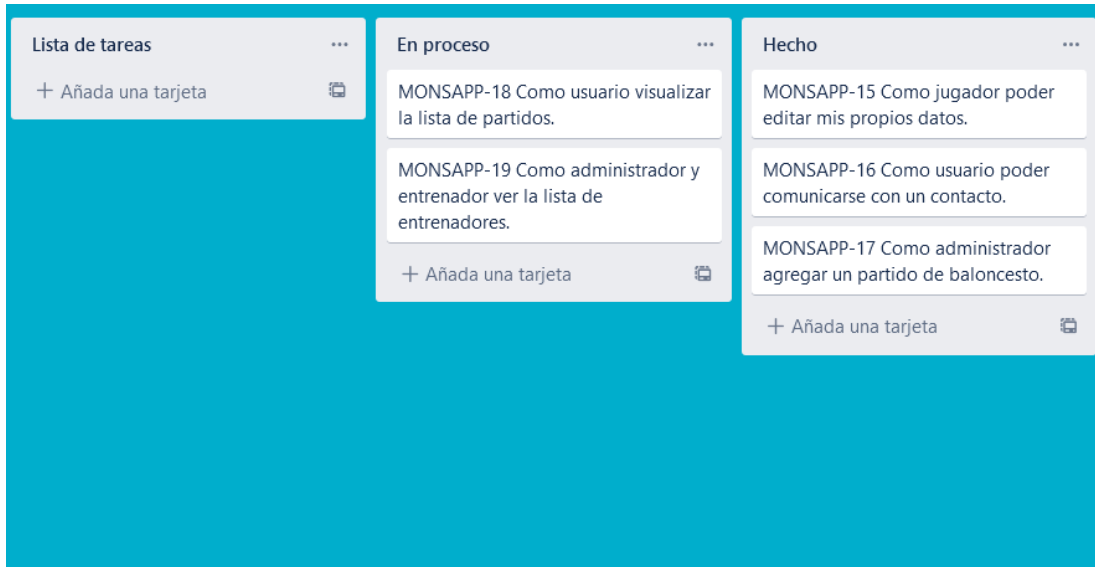 Lista de tareas
+ Añada una tarjeta
En proceso
MONSAPP-18 Como usuario visualizar
la lista de partidos.
MONSAPP-19 Como administrador y
entrenador ver la lista de
entrenadores.
+ Añada una tarjeta
Hecho
MONSAPP-15 Como jugador poder
editar mis propios datos.
MONSAPP-16 Como usuario poder
comunicarse con un contacto.
MONSAPP-17 Como administrador
agregar un partido de baloncesto.
+ Añada una tarjeta